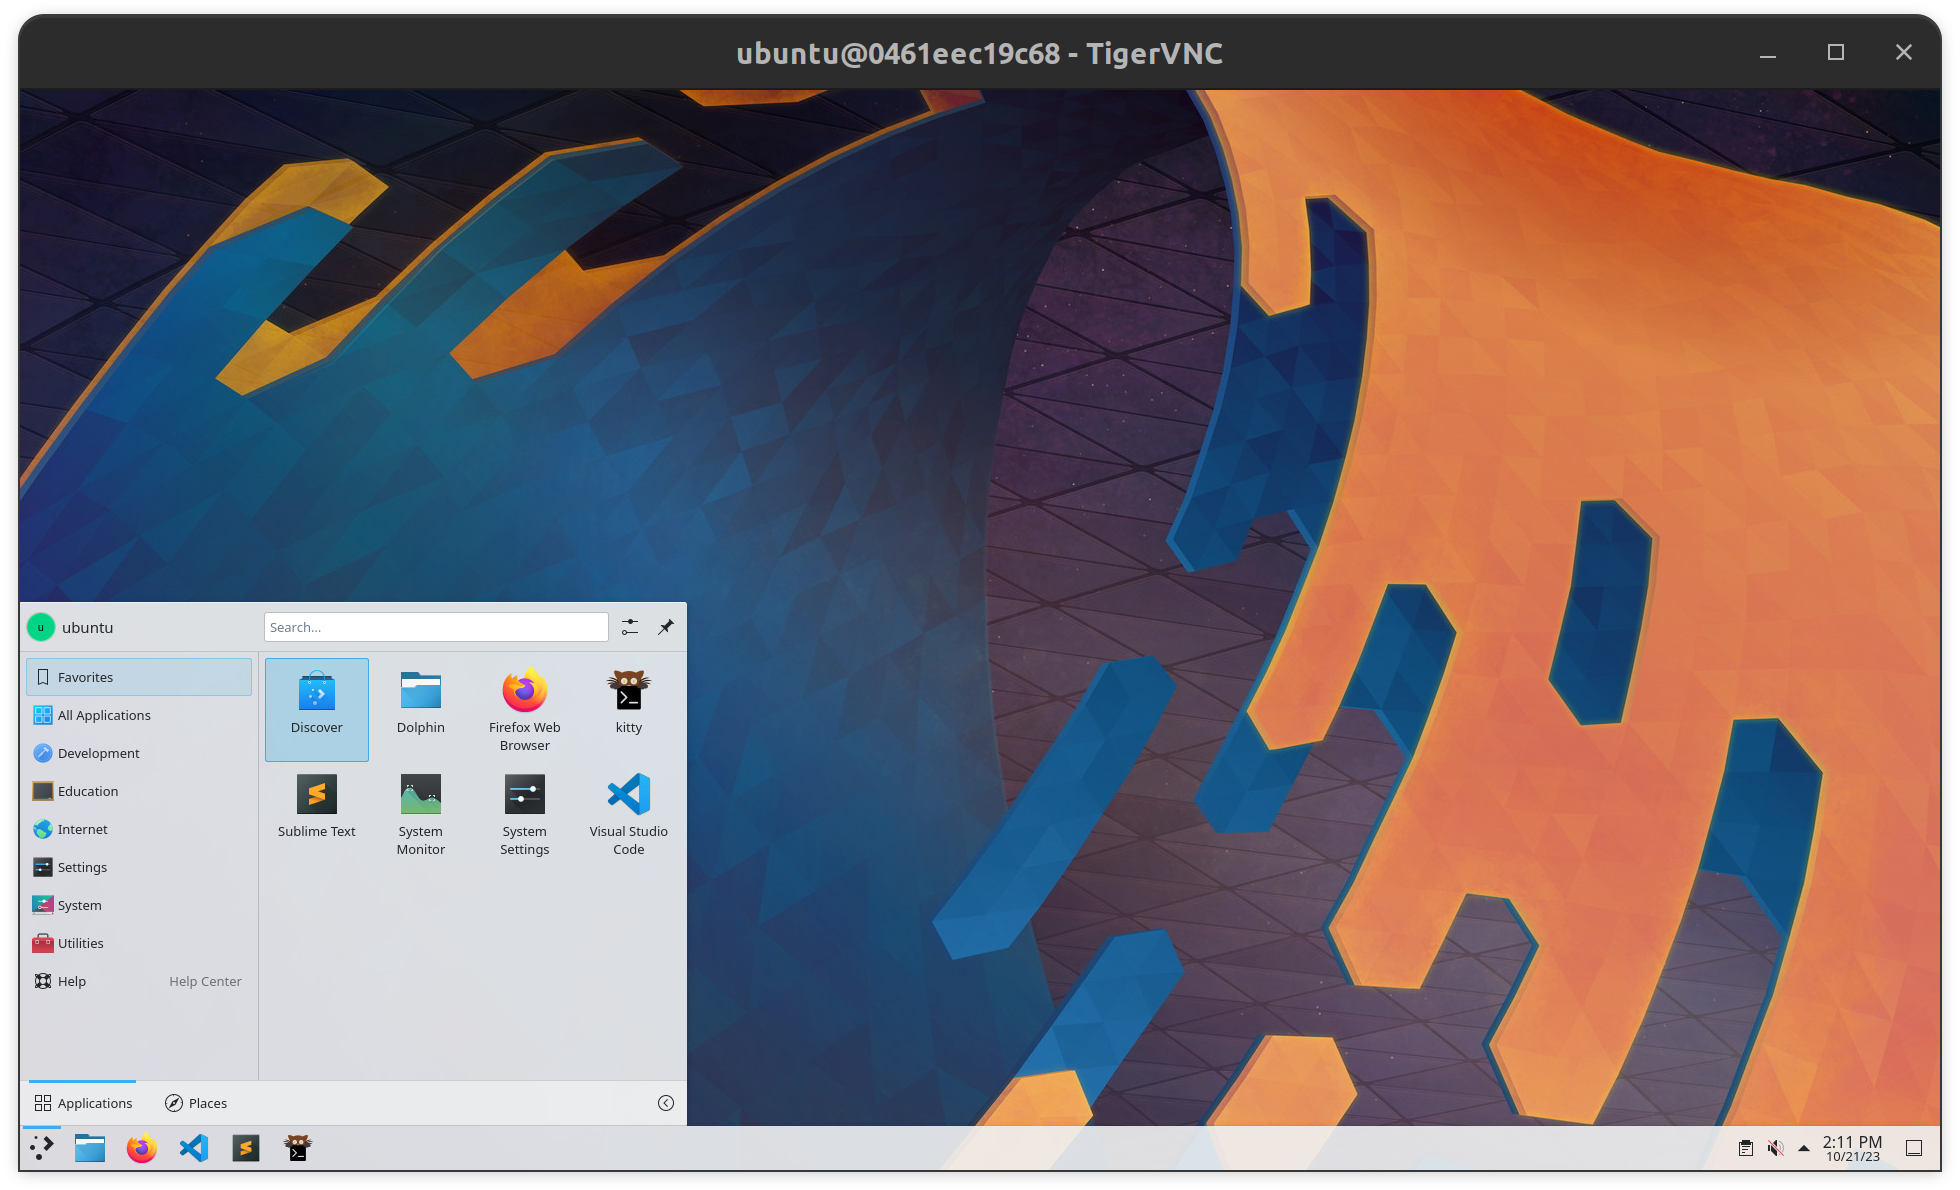 ubuntu@0461eec19c68 - TigerVNC
u
ubuntu
Search...
Favorites
All Applications
Development
Education
Internet
Settings
System
Utilities
Help
Help Center
Discover
Dolphin
Firefox Web
Browser
kitty
Sublime Text
System
Monitor
System
Settings
Visual Studio
Code
Applications
Places
2:11 PM
10/21/23